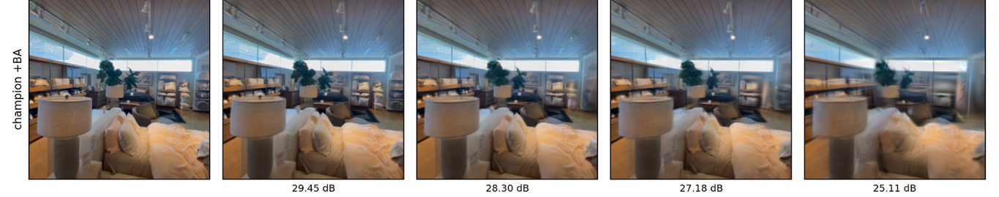 champion +BA
29.45 dB
28.30 dB
27.18 dB
25.11 dB